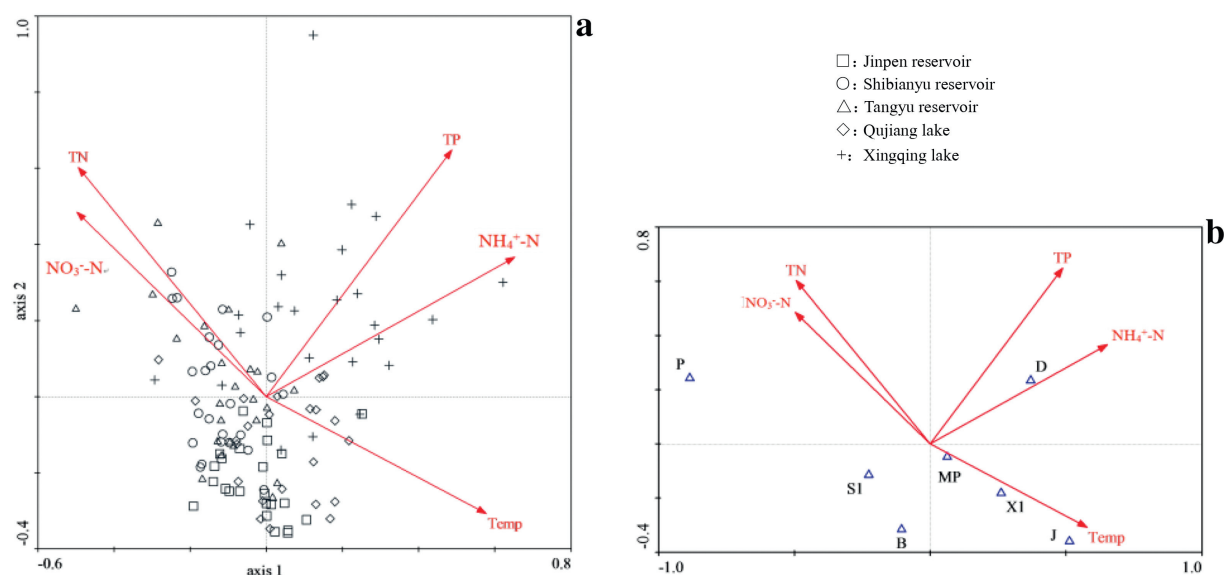 a
1.0
TN
TP
NO₃⁻-N
NH₄⁺-N
Temp
axis 2
-0.4
-0.6
axis 1
0.8
□: Jinpen reservoir
○: Shibianyu reservoir
△: Tangyu reservoir
◇: Qujiang lake
+: Xingqing lake
b
0.8
TN
TP
NO₃⁻-N
NH₄⁺-N
P
D
MP
S1
X1
B
J
Temp
-0.4
-1.0
1.0